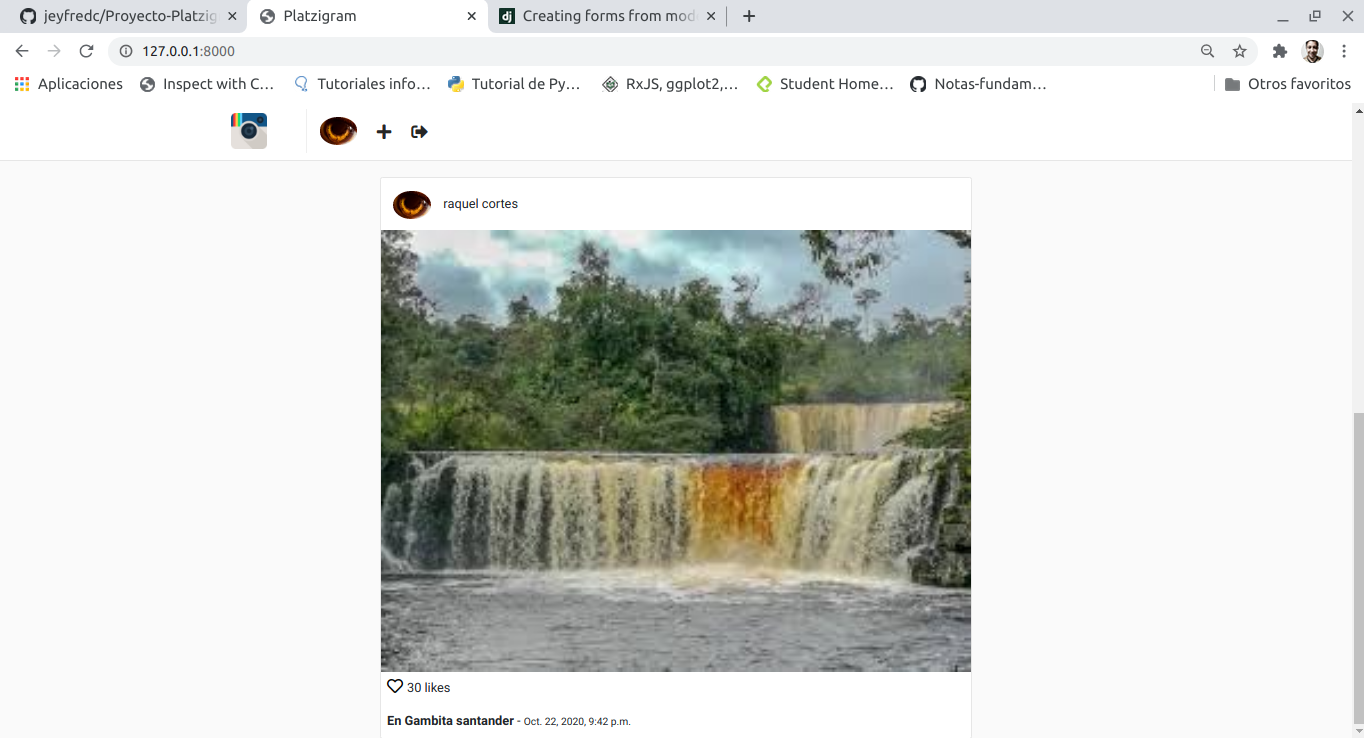 jeyfredc/Proyecto-Platzig
Platzigram
Creating forms from mod
127.0.0.1:8000
Aplicaciones
Inspect with C...
Tutoriales info...
Tutorial de Py...
RxJS, ggplot2,...
Student Home...
Notas-fundam...
Otros favoritos
raquel cortes
30 likes
En Gambita santander - Oct. 22, 2020, 9:42 p.m.